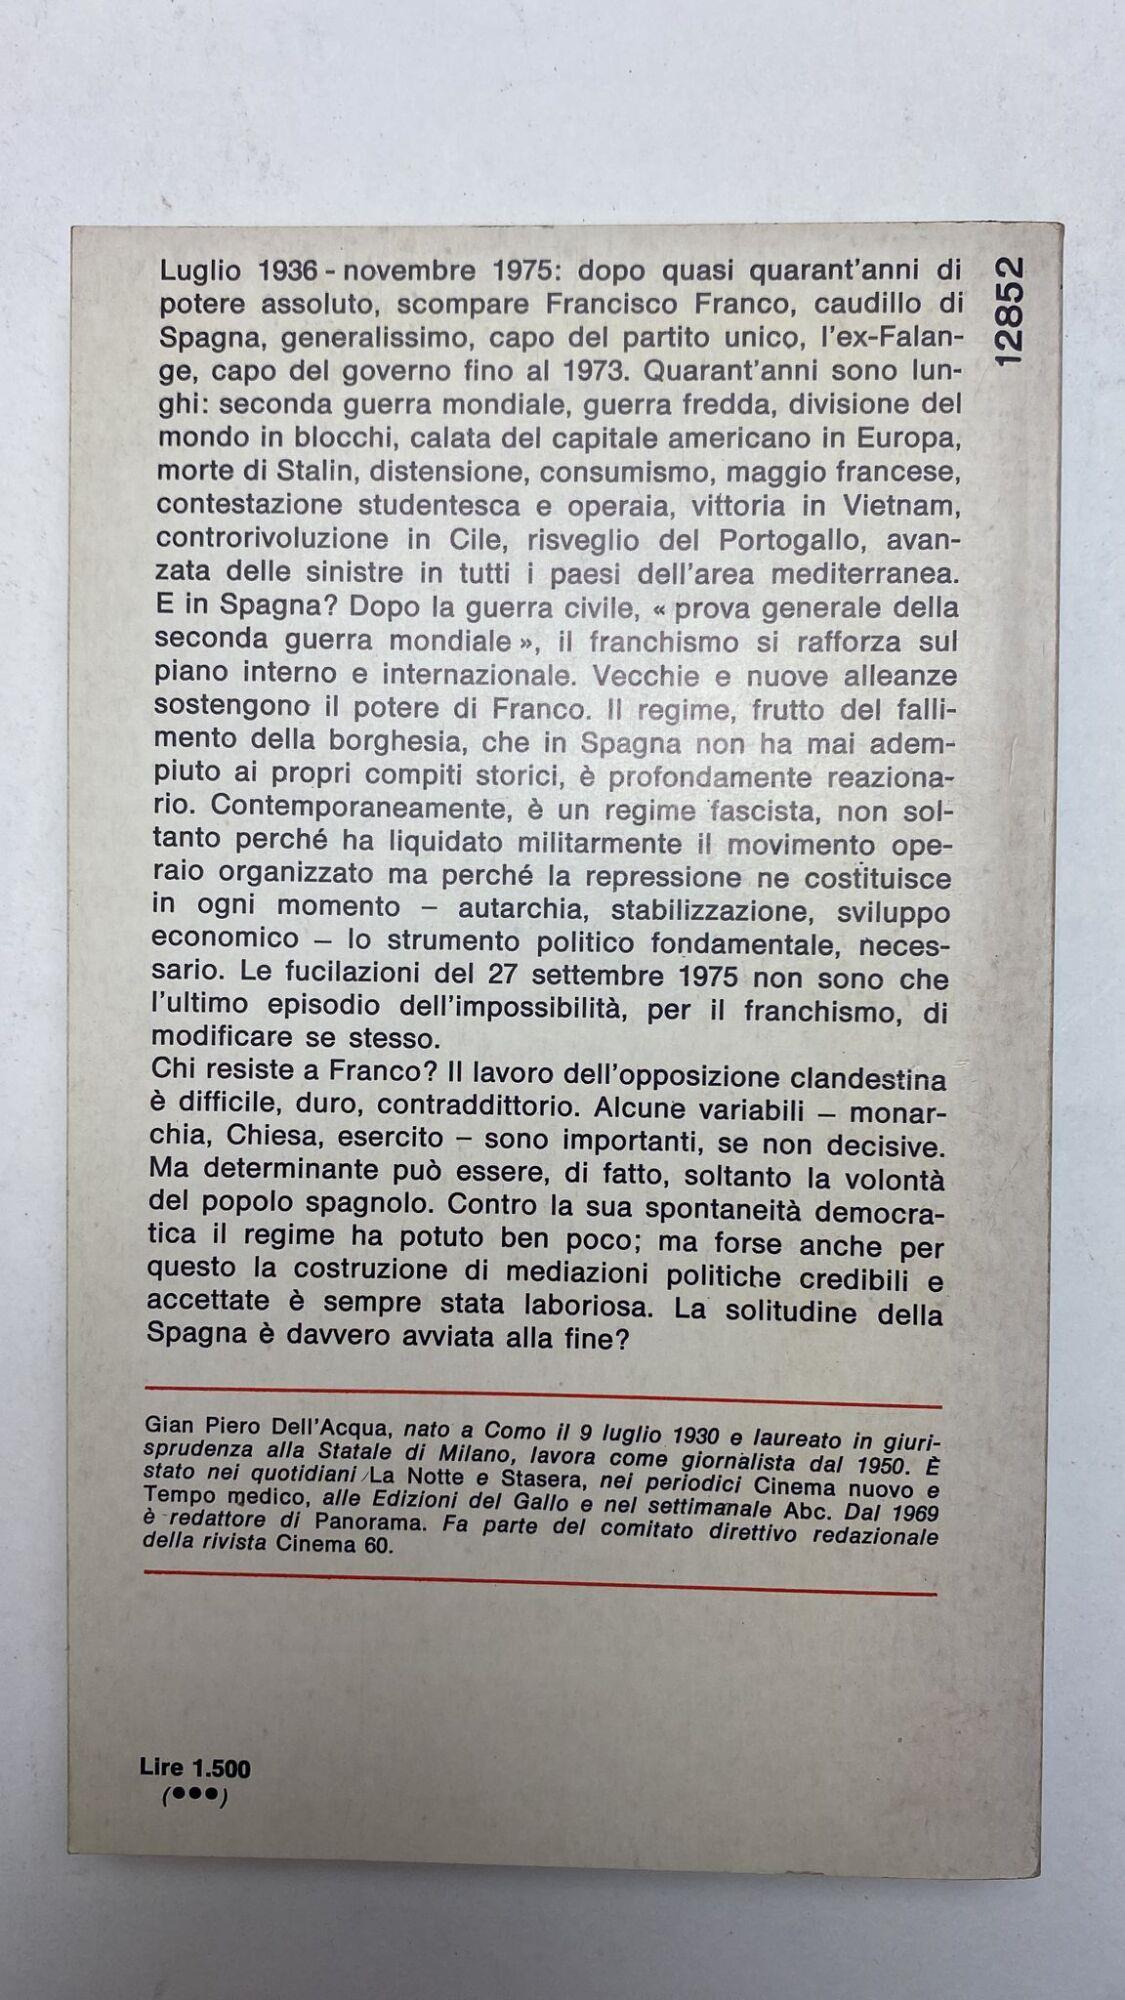 Luglio 1936 - novembre 1975: dopo quasi quarant'anni di
potere assoluto, scompare Francisco Franco, caudillo di
Spagna, generalissimo, capo del partito unico, l'ex-Falan-
ge, capo del governo fino al 1973. Quarant'anni sono lun-
ghi: seconda guerra mondiale, guerra fredda, divisione del
mondo in blocchi, calata del capitale americano in Europa,
morte di Stalin, distensione, consumismo, maggio francese,
contestazione studentesca e operaia, vittoria in Vietnam,
controrivoluzione in Cile, risveglio del Portogallo, avan-
zata delle sinistre in tutti i paesi dell'area mediterranea.
E in Spagna? Dopo la guerra civile, « prova generale della
seconda guerra mondiale », il franchismo si rafforza sul
piano interno e internazionale. Vecchie e nuove alleanze
sostengono il potere di Franco. Il regime, frutto del falli-
mento della borghesia, che in Spagna non ha mai adem-
piuto ai propri compiti storici, è profondamente reaziona-
rio. Contemporaneamente, è un regime fascista, non sol-
tanto perché ha liquidato militarmente il movimento ope-
raio organizzato ma perché la repressione ne costituisce
in ogni momento – autarchia, stabilizzazione, sviluppo
economico – lo strumento politico fondamentale, neces-
sario. Le fucilazioni del 27 settembre 1975 non sono che
l'ultimo episodio dell'impossibilità, per il franchismo, di
modificare se stesso.
Chi resiste a Franco? Il lavoro dell'opposizione clandestina
è difficile, duro, contraddittorio. Alcune variabili – monar-
chia, Chiesa, esercito – sono importanti, se non decisive.
Ma determinante può essere, di fatto, soltanto la volontà
del popolo spagnolo. Contro la sua spontaneità democra-
tica il regime ha potuto ben poco; ma forse anche per
questo la costruzione di mediazioni politiche credibili e
accettate è sempre stata laboriosa. La solitudine della
Spagna è davvero avviata alla fine?
Gian Piero Dell'Acqua, nato a Como il 9 luglio 1930 e laureato in giuri-
sprudenza alla Statale di Milano, lavora come giornalista dal 1950. È
stato nei quotidiani La Notte e Stasera, nei periodici Cinema nuovo e
Tempo medico, alle Edizioni del Gallo e nel settimanale Abc. Dal 1969
è redattore di Panorama. Fa parte del comitato direttivo redazionale
della rivista Cinema 60.
Lire 1.500
(●●●)
12852